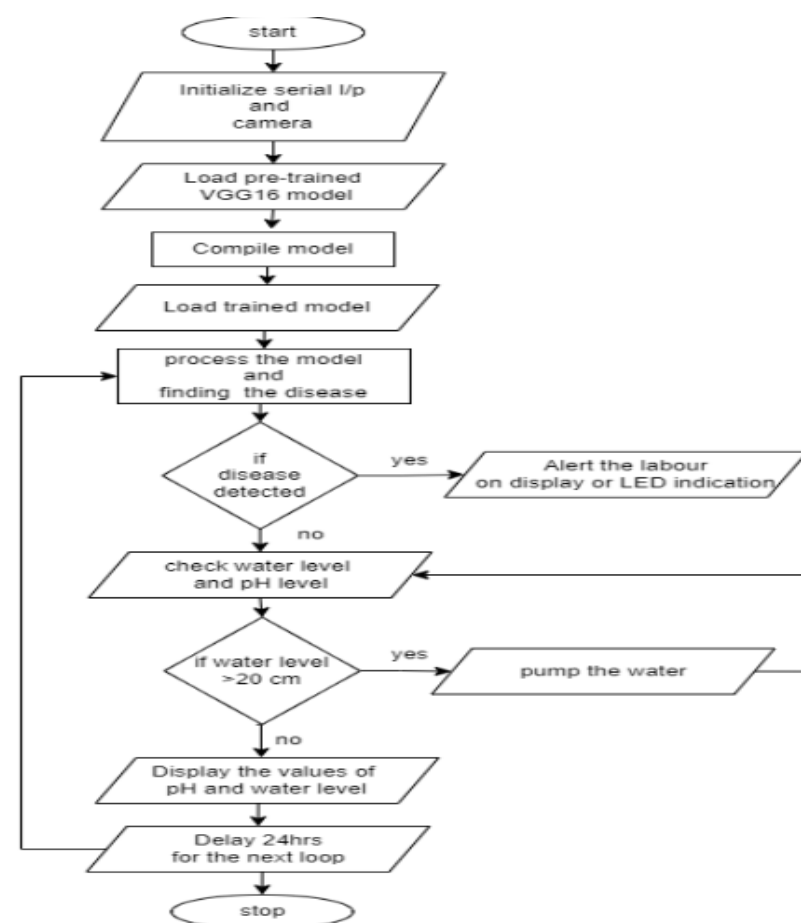 start
Initialize serial I/p
and
camera
Load pre-trained
VGG16 model
Compile model
Load trained model
process the model
and
finding the disease
if
disease
detected
yes
Alert the labour
on display or LED indication
no
check water level
and pH level
if water level
>20 cm
yes
pump the water
no
Display the values of
pH and water level
Delay 24hrs
for the next loop
stop